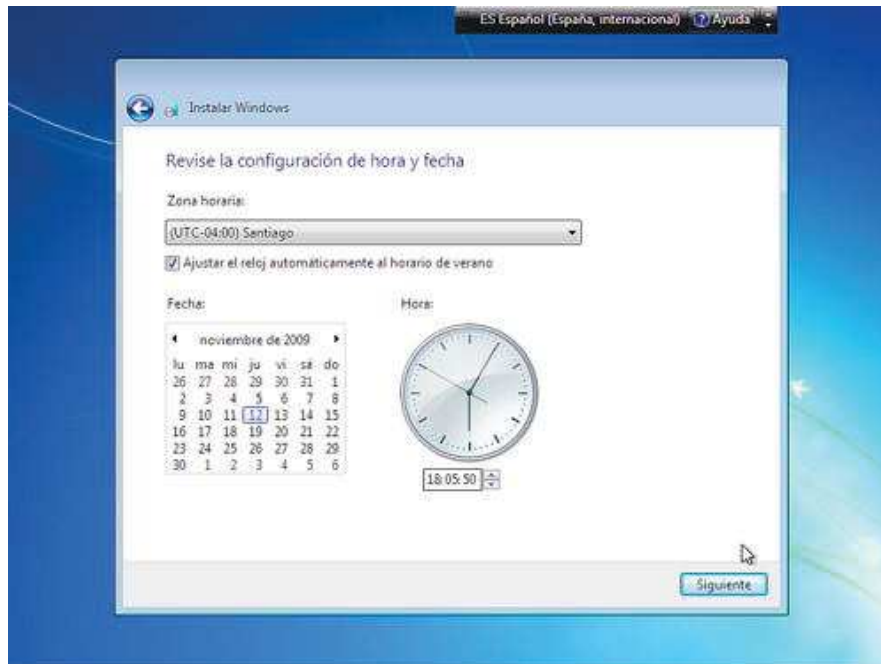 ES Español (España, internacional) Ayuda
Instalar Windows
Revise la configuración de hora y fecha
Zona horaria:
(UTC-04:00) Santiago
Ajustar el reloj automáticamente al horario de verano
Fecha: Hora:
noviembre de 2009
lu ma mi ju vi sá do
26 27 28 29 30 31 1
2 3 4 5 6 7 8
9 10 11 12 13 14 15
16 17 18 19 20 21 22
23 24 25 26 27 28 29
30 1 2 3 4 5 6
18:05:50
Siguiente